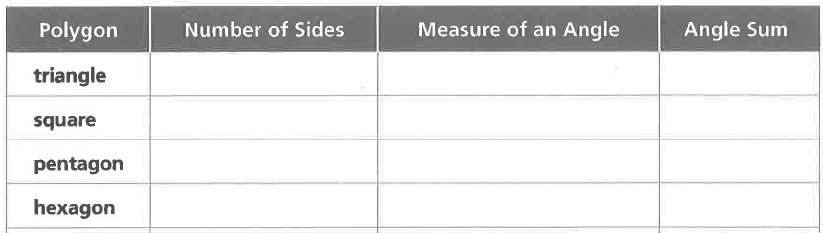 Polygon Number of Sides Measure of an Angle Angle Sum
triangle
square
pentagon
hexagon